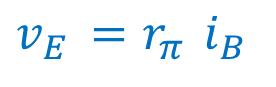 v_E = r_π i_B